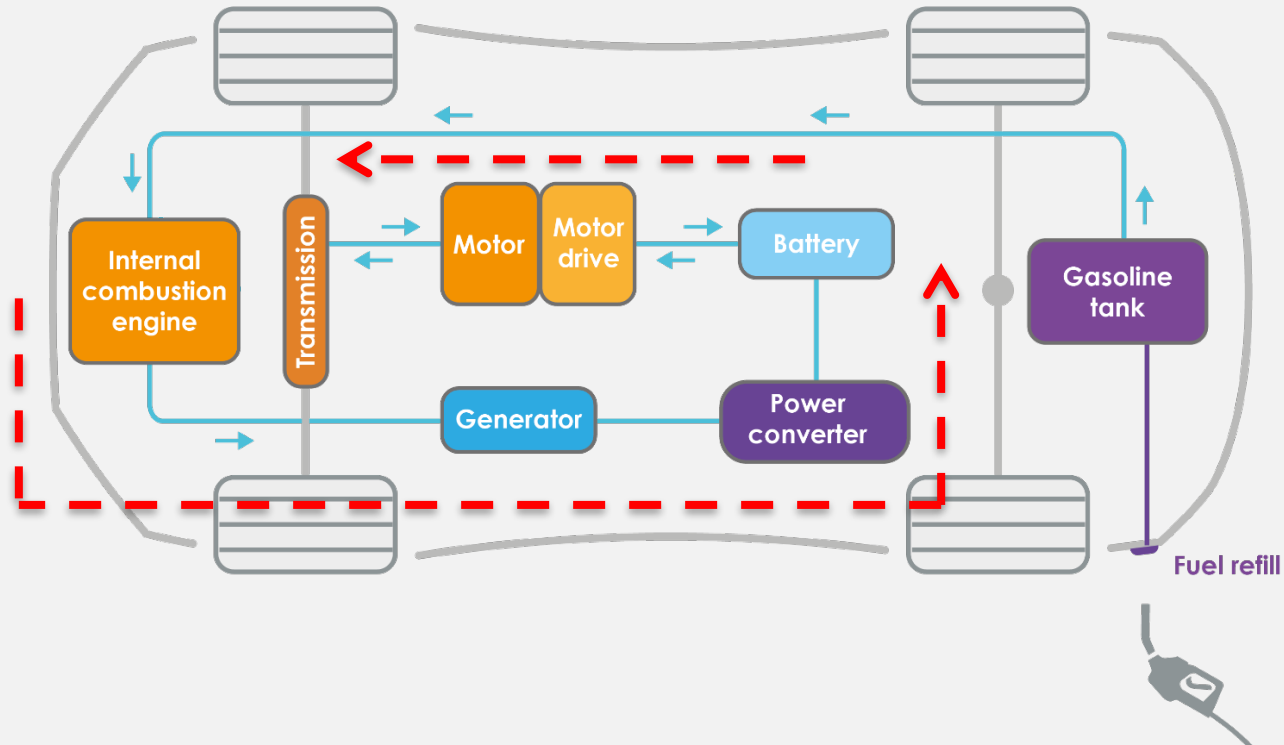 Internal
combustion
engine
Transmission
Motor
Motor
drive
Battery
Gasoline
tank
Generator
Power
converter
Fuel refill